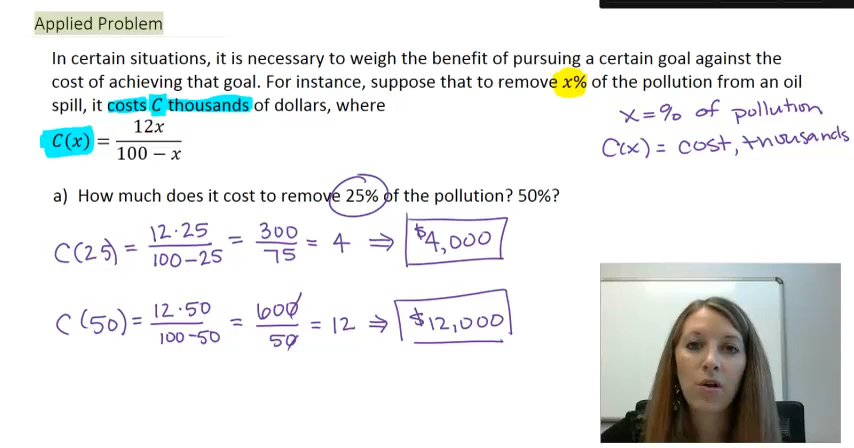 Applied Problem
In certain situations, it is necessary to weigh the benefit of pursuing a certain goal against the
cost of achieving that goal. For instance, suppose that to remove x% of the pollution from an oil
spill, it costs C thousands of dollars, where
x = % of pollution
C(x) = 12x / 100 − x
C(x) = cost, thousands
a) How much does it cost to remove 25% of the pollution? 50%?
C(25) = 12·25 / 100−25 = 300 / 75 = 4 ⇒ $4,000
C(50) = 12·50 / 100−50 = 600 / 50 = 12 ⇒ $12,000